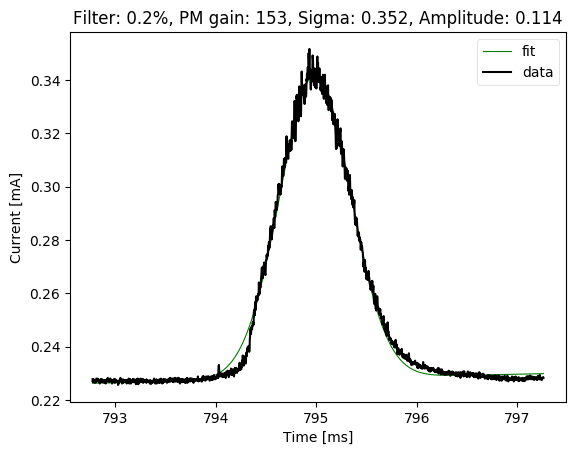 Filter: 0.2%, PM gain: 153, Sigma: 0.352, Amplitude: 0.114
fit
data
Current [mA]
0.34
0.32
0.30
0.28
0.26
0.24
0.22
793
794
795
796
797
Time [ms]